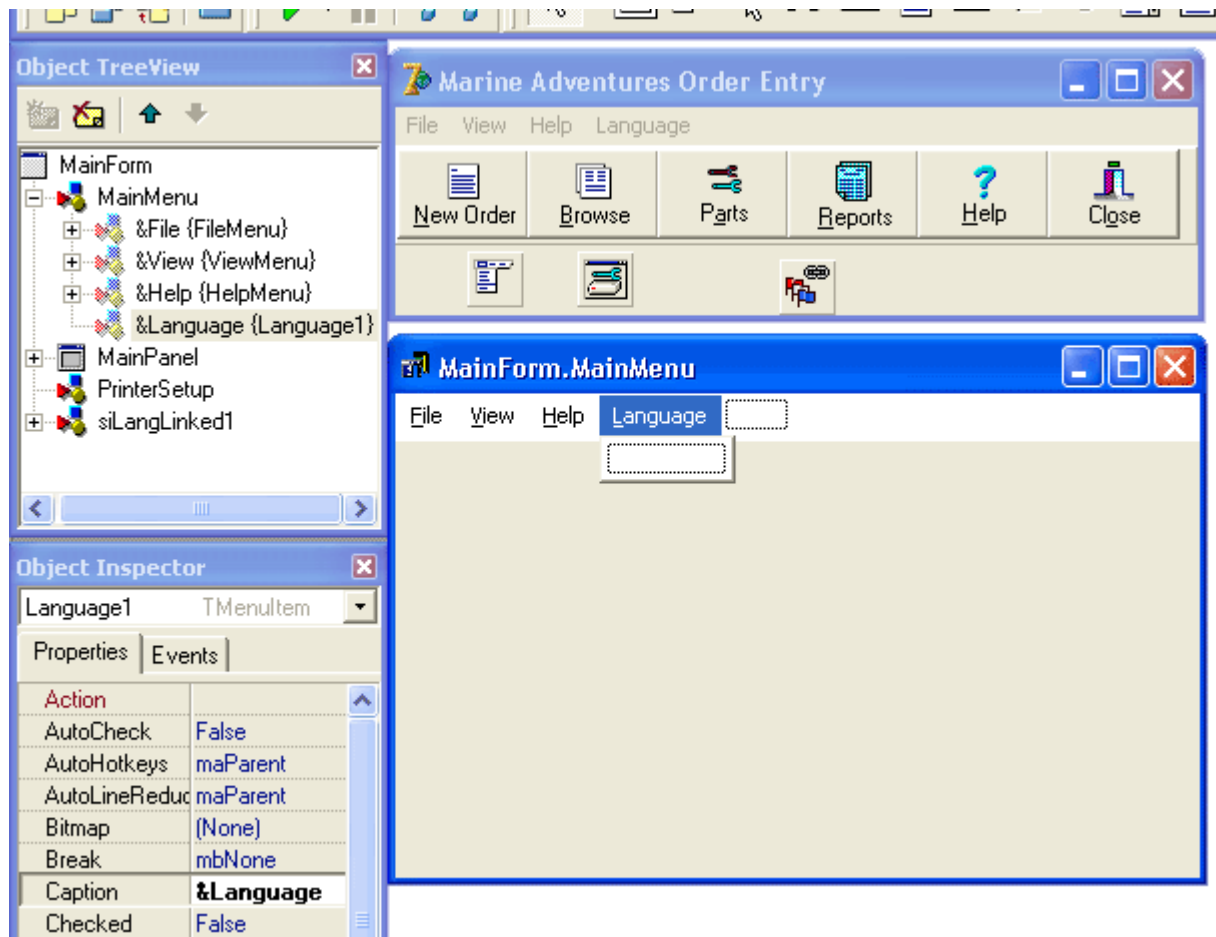 Object TreeView
MainForm
MainMenu
&File {FileMenu}
&View {ViewMenu}
&Help {HelpMenu}
&Language {Language1}
MainPanel
PrinterSetup
siLangLinked1
Object Inspector
Language1 TMenuItem
Properties Events
Action
AutoCheck False
AutoHotkeys maParent
AutoLineReduc maParent
Bitmap (None)
Break mbNone
Caption &Language
Checked False
Marine Adventures Order Entry
File View Help Language
New Order Browse Parts Reports Help Close
MainForm.MainMenu
File View Help Language